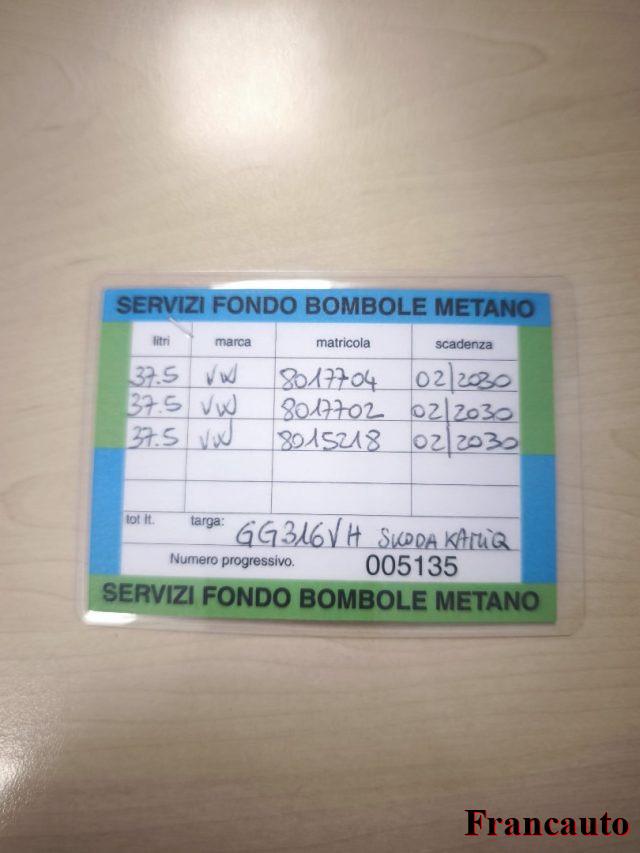 SERVIZI FONDO BOMBOLE METANO
litri marca matricola scadenza
37.5 VW 8017704 02/2030
37.5 VW 8017702 02/2030
37.5 VW 8015218 02/2030
tot lt. targa: GG316VH SKODA KAMIQ
Numero progressivo. 005135
SERVIZI FONDO BOMBOLE METANO
Francauto